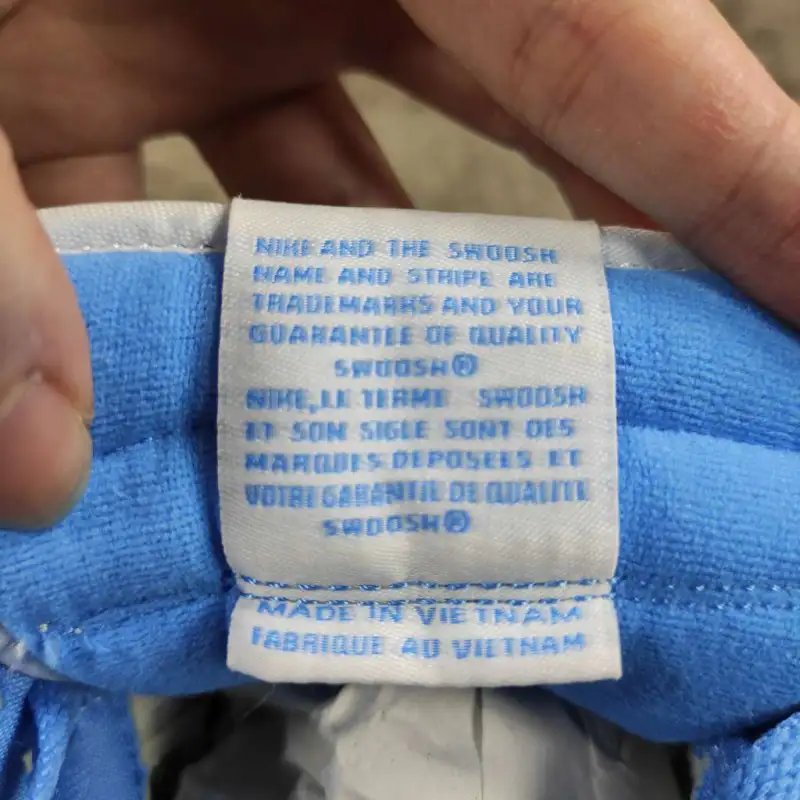 NIKE AND THE SWOOSH
NAME AND STRIPE ARE
TRADEMARKS AND YOUR
GUARANTEE OF QUALITY
SWOOSH®
NIKE, LE TERME SWOOSH
ET SON SIGLE SONT DES
MARQUES DEPOSEES ET
VOTRE GARANTIE DE QUALITE
SWOOSH®
MADE IN VIETNAM
FABRIQUE AU VIETNAM